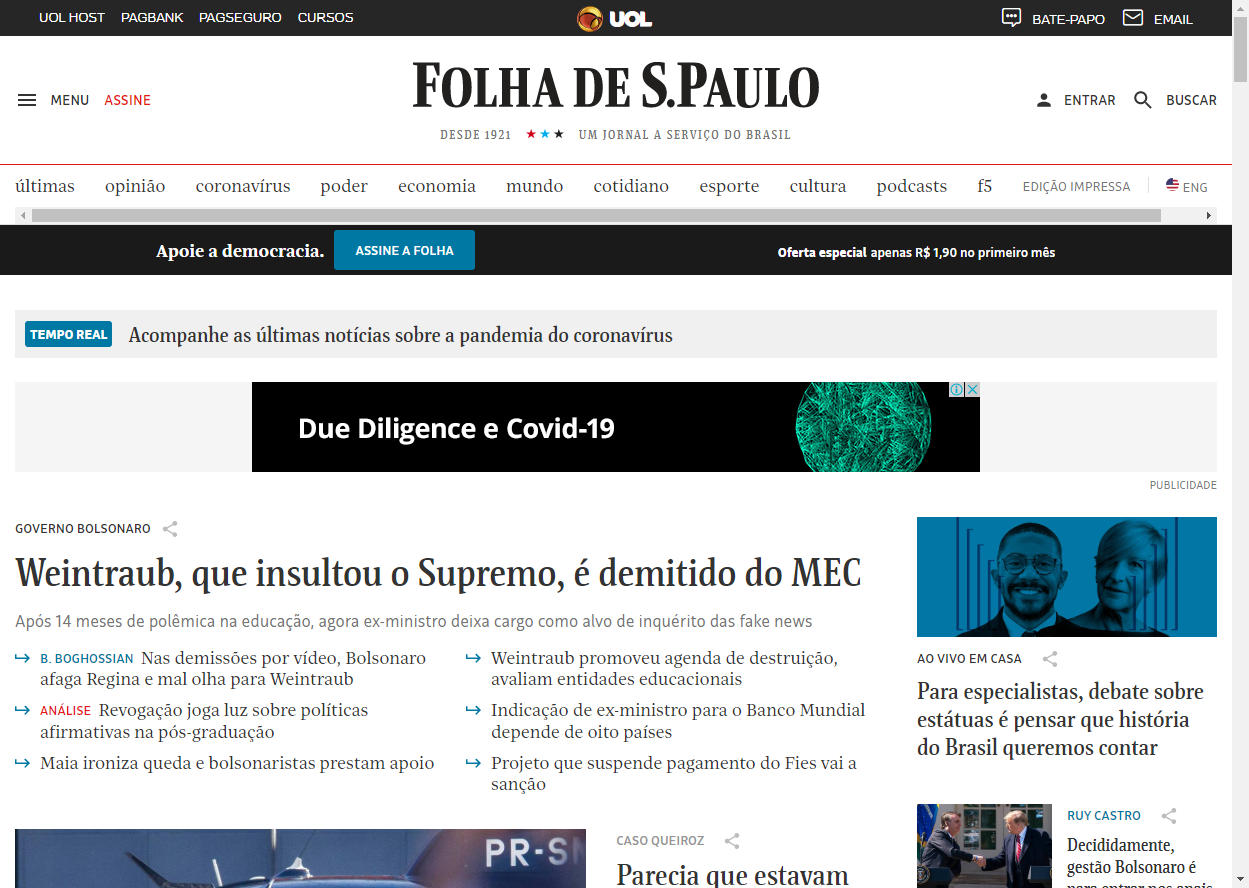 UOL HOST PAGBANK PAGSEGURO CURSOS UOL BATE-PAPO EMAIL
MENU ASSINE
FOLHA DE S.PAULO
ENTRAR BUSCAR
DESDE 1921 ★★★ UM JORNAL A SERVIÇO DO BRASIL
últimas opinião coronavírus poder economia mundo cotidiano esporte cultura podcasts f5 EDIÇÃO IMPRESSA ENG
Apoie a democracia. ASSINE A FOLHA Oferta especial apenas R$ 1,90 no primeiro mês
TEMPO REAL Acompanhe as últimas notícias sobre a pandemia do coronavírus
Due Diligence e Covid-19
PUBLICIDADE
GOVERNO BOLSONARO
Weintraub, que insultou o Supremo, é demitido do MEC
Após 14 meses de polêmica na educação, agora ex-ministro deixa cargo como alvo de inquérito das fake news
B. BOGHOSSIAN Nas demissões por vídeo, Bolsonaro
afaga Regina e mal olha para Weintraub
ANÁLISE Revogação joga luz sobre políticas
afirmativas na pós-graduação
Maia ironiza queda e bolsonaristas prestam apoio
Weintraub promoveu agenda de destruição,
avaliam entidades educacionais
Indicação de ex-ministro para o Banco Mundial
depende de oito países
Projeto que suspende pagamento do Fies vai a
sanção
AO VIVO EM CASA
Para especialistas, debate sobre
estátuas é pensar que história
do Brasil queremos contar
PR-S
CASO QUEIROZ
Parecia que estavam
RUY CASTRO
Decididamente,
gestão Bolsonaro é
para entrar nos anais